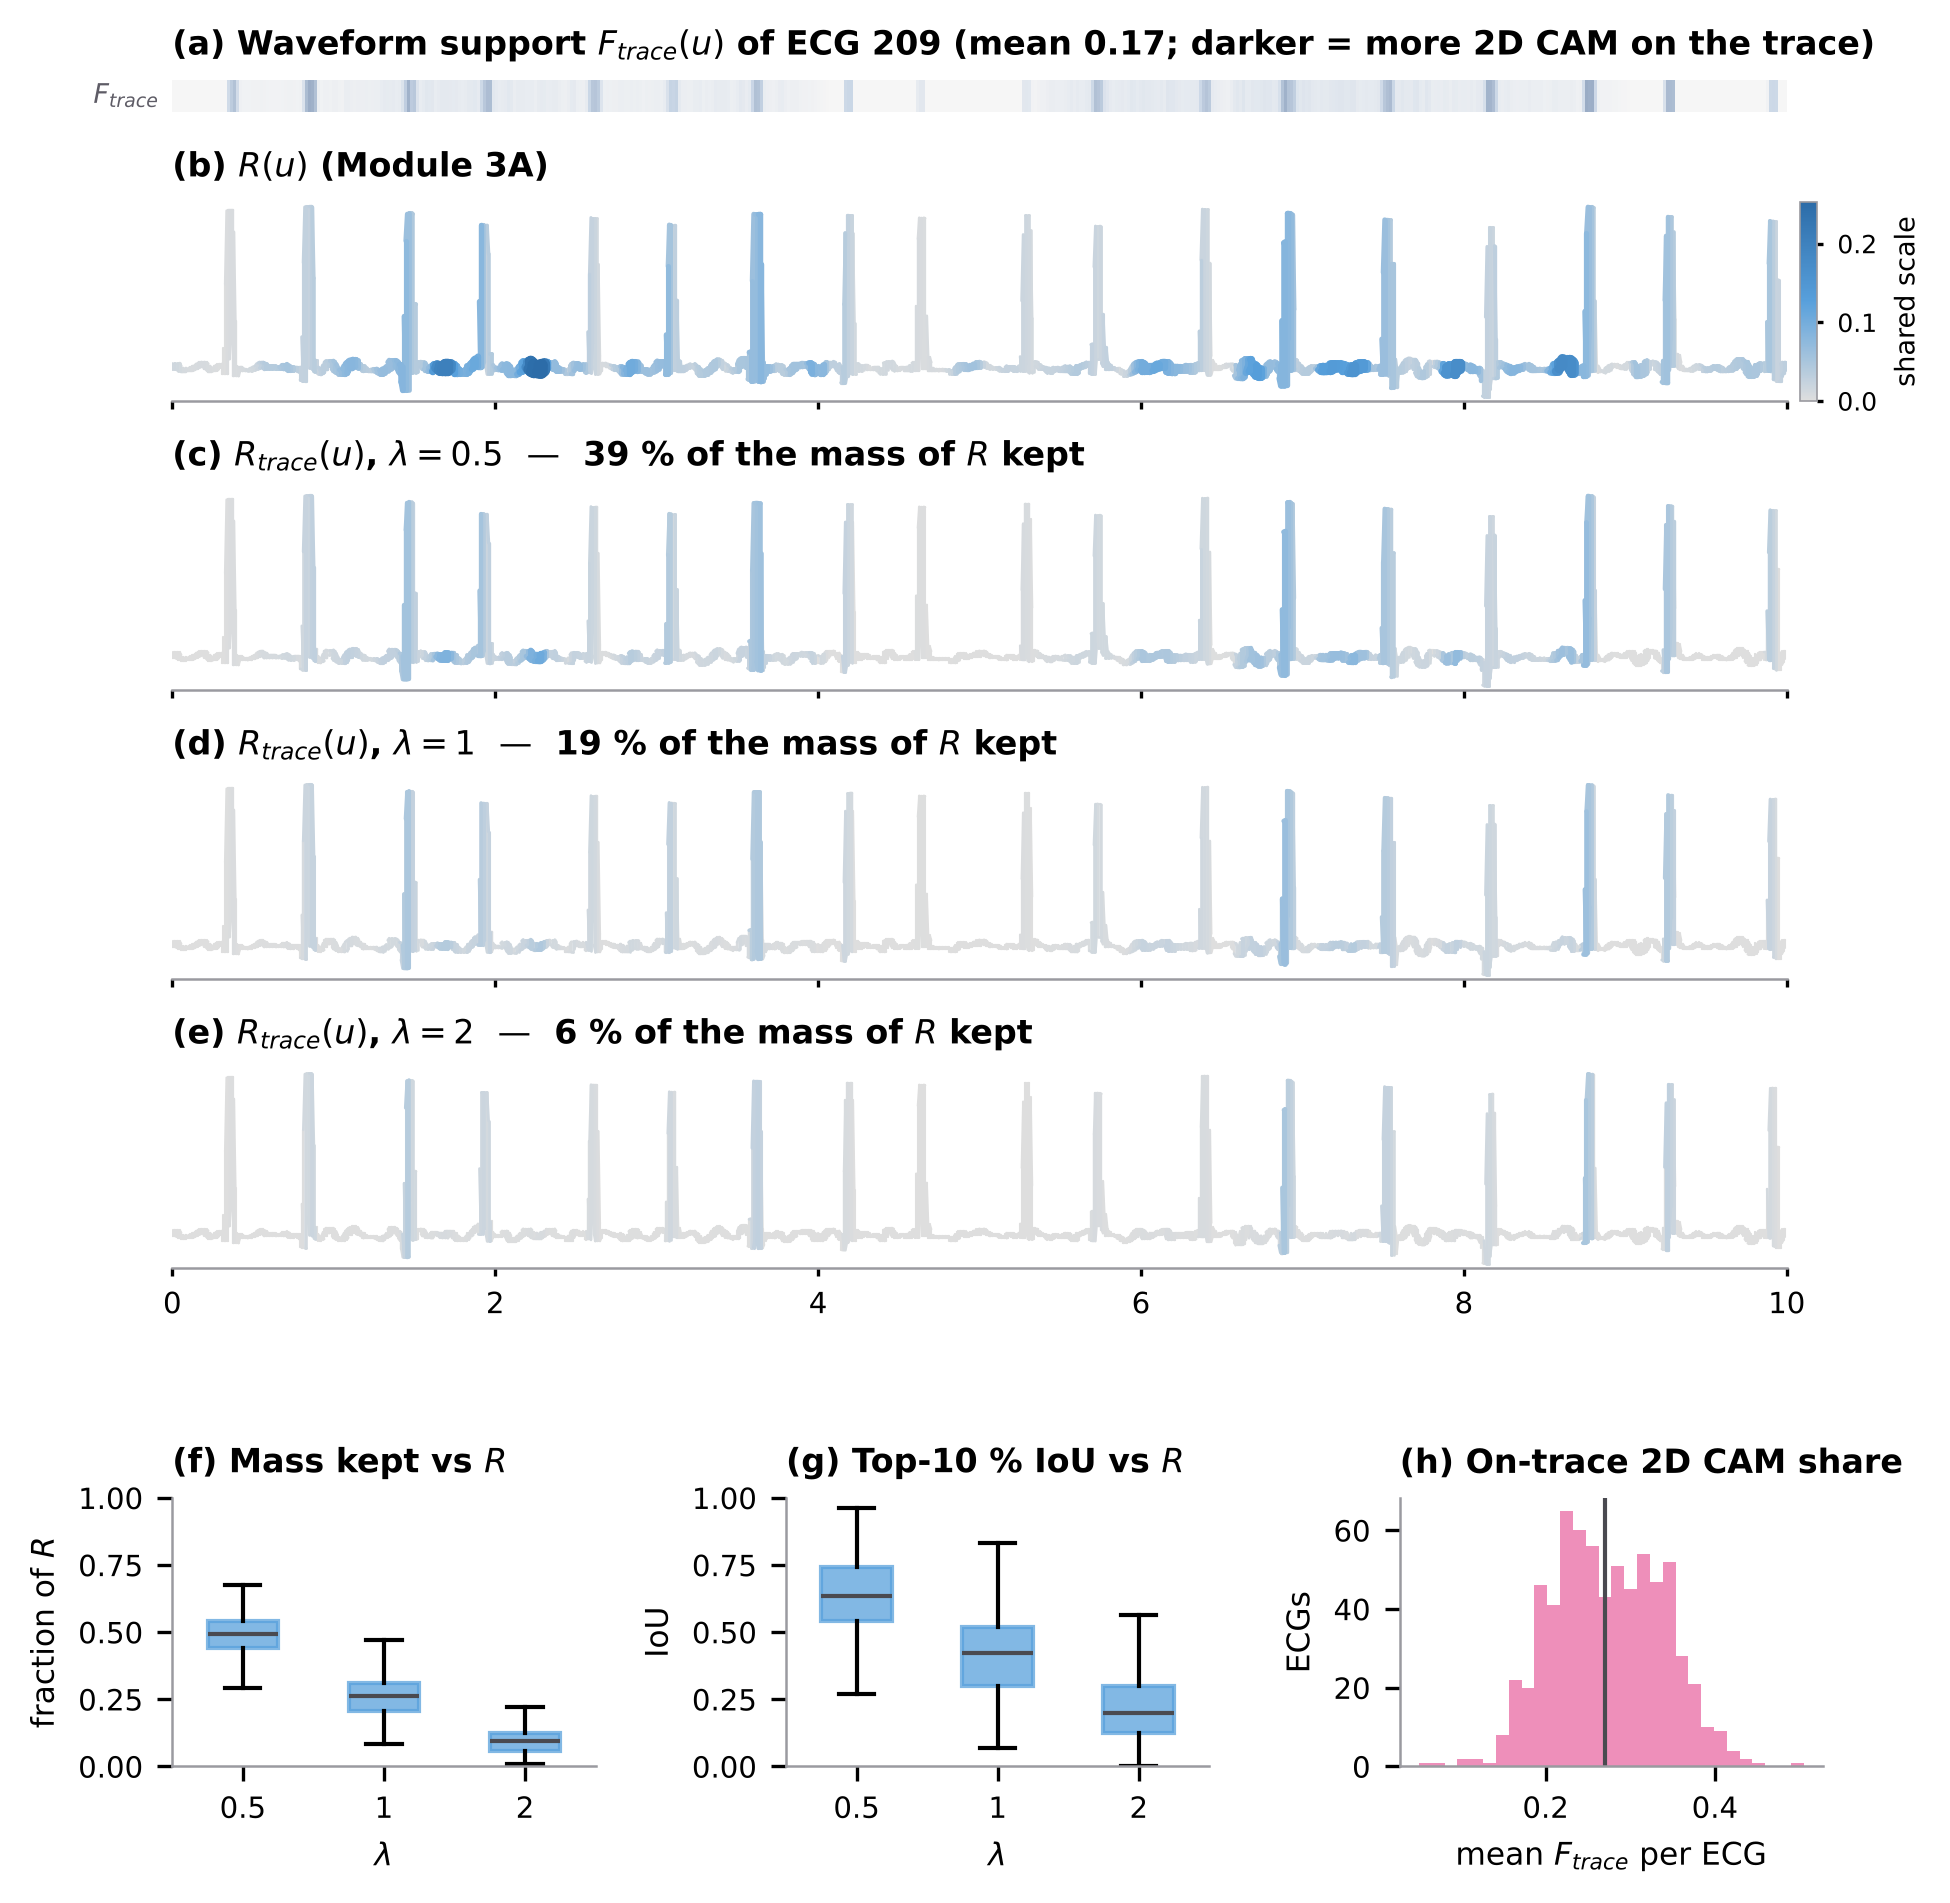 (a) Waveform support F_trace(u) of ECG 209 (mean 0.17; darker = more 2D CAM on the trace)
F_trace
(b) R(u) (Module 3A)
0.2
0.1
0.0
shared scale
(c) R_trace(u), λ = 0.5 — 39 % of the mass of R kept
(d) R_trace(u), λ = 1 — 19 % of the mass of R kept
(e) R_trace(u), λ = 2 — 6 % of the mass of R kept
0 2 4 6 8 10
(f) Mass kept vs R
1.00
0.75
0.50
0.25
0.00
fraction of R
0.5 1 2
λ
(g) Top-10 % IoU vs R
1.00
0.75
0.50
0.25
0.00
IoU
0.5 1 2
λ
(h) On-trace 2D CAM share
60
40
20
0
ECGs
0.2 0.4
mean F_trace per ECG